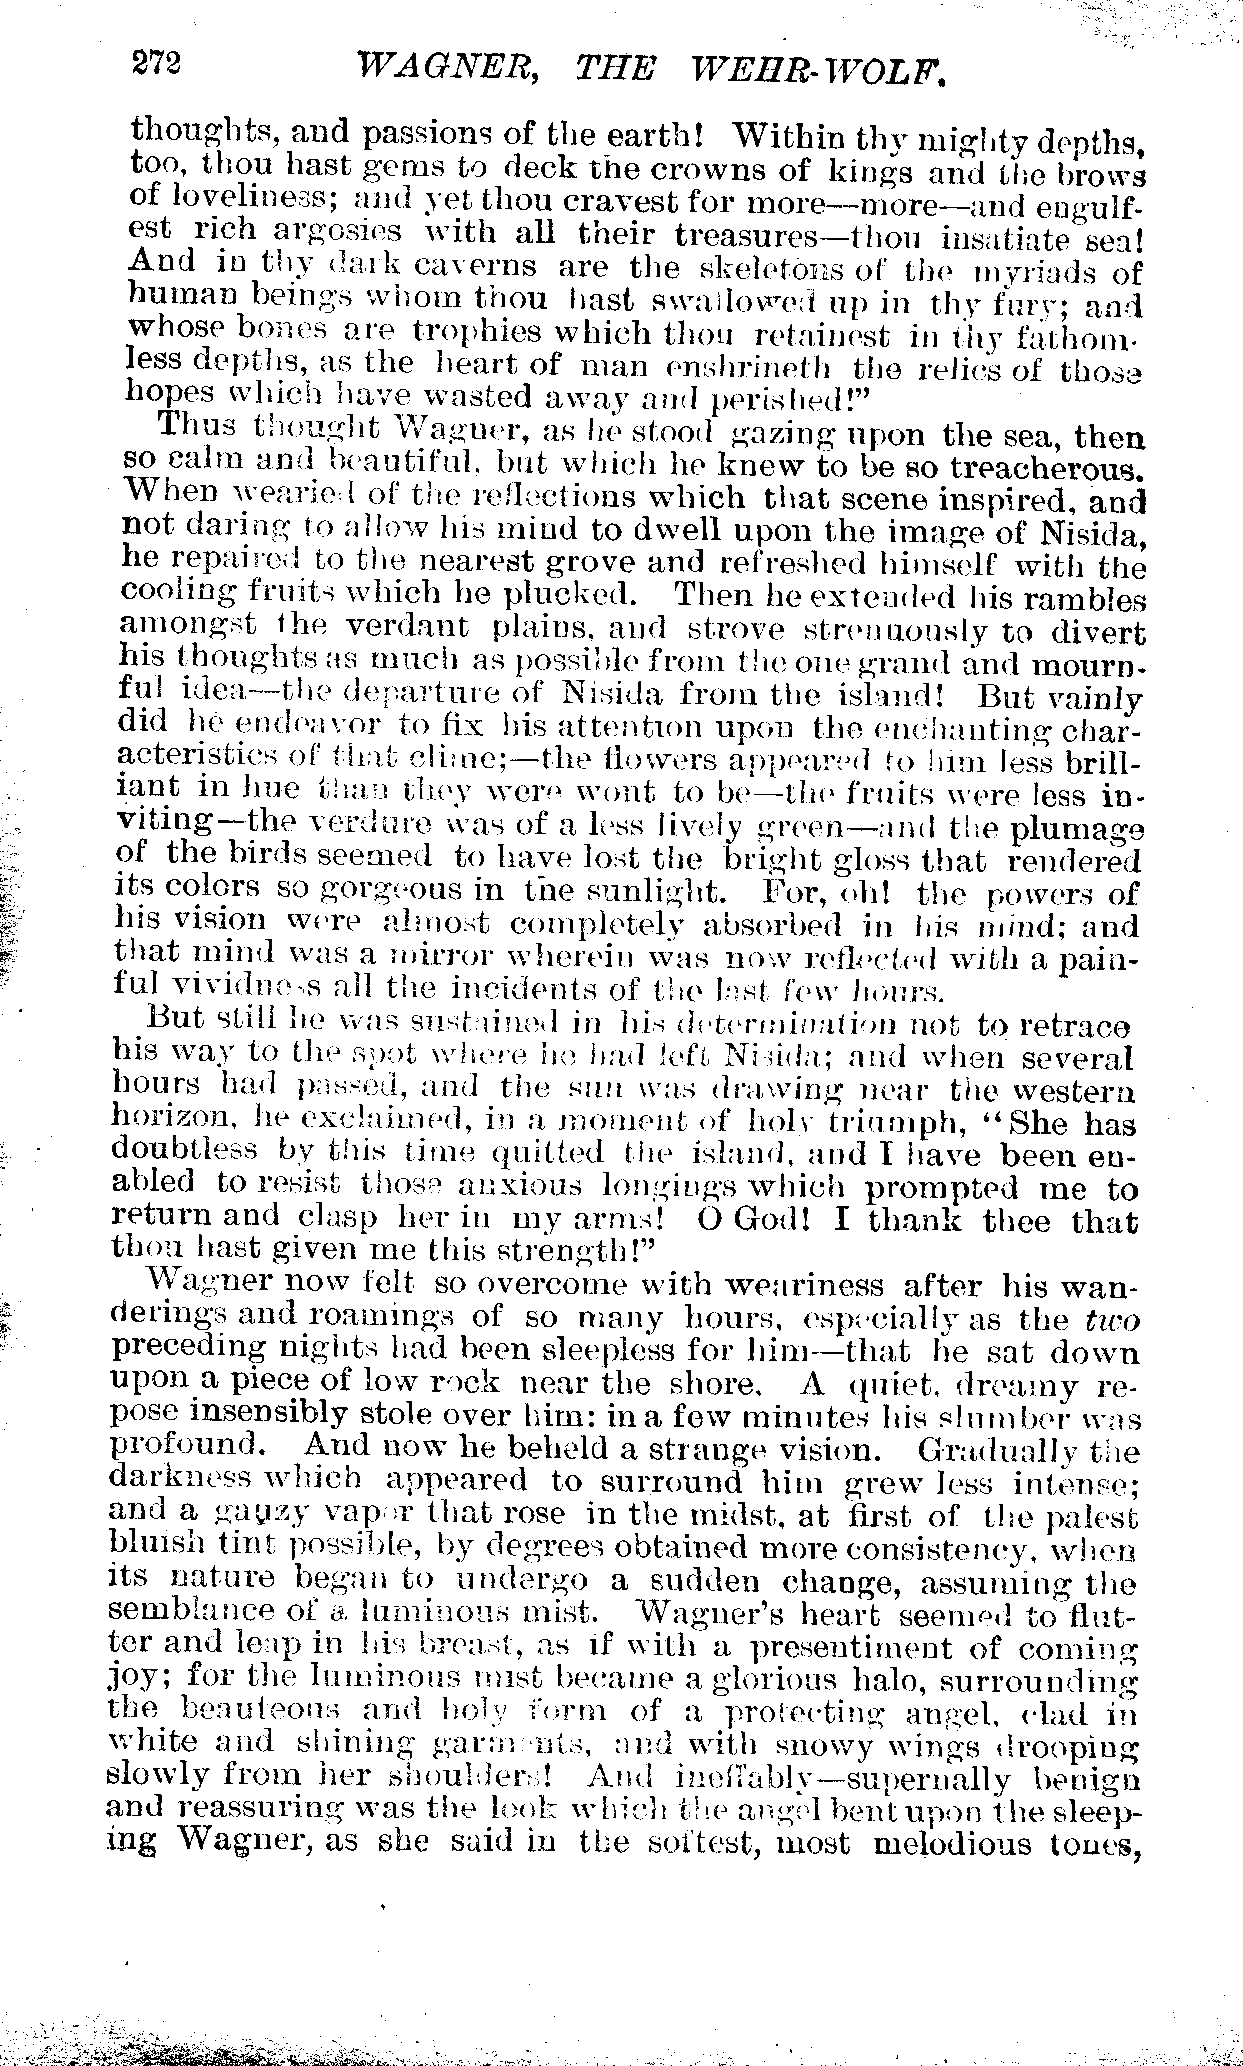 272 WAGNER, THE WEHR-WOLF.
thoughts, and passions of the earth! Within thy mighty depths,
too, thou hast gems to deck the crowns of kings and the brows
of loveliness; and yet thou cravest for more—more—and engulf-
est rich argosies with all their treasures—thou insatiate sea!
And in thy dark caverns are the skeletons of the myriads of
human beings whom thou hast swallowed up in thy fury; and
whose bones are trophies which thou retainest in thy fathom-
less depths, as the heart of man enshrineth the relics of those
hopes which have wasted away and perished!"
Thus thought Wagner, as he stood gazing upon the sea, then
so calm and beautiful, but which he knew to be so treacherous.
When wearied of the reflections which that scene inspired, and
not daring to allow his mind to dwell upon the image of Nisida,
he repaired to the nearest grove and refreshed himself with the
cooling fruits which he plucked. Then he extended his rambles
amongst the verdant plains, and strove strenuously to divert
his thoughts as much as possible from the one grand and mourn-
ful idea—the departure of Nisida from the island! But vainly
did he endeavor to fix his attention upon the enchanting char-
acteristics of that clime;—the flowers appeared to him less brill-
iant in hue than they were wont to be—the fruits were less in-
viting—the verdure was of a less lively green—and the plumage
of the birds seemed to have lost the bright gloss that rendered
its colors so gorgeous in the sunlight. For, oh! the powers of
his vision were almost completely absorbed in his mind; and
that mind was a mirror wherein was now reflected with a pain-
ful vividness all the incidents of the last few hours.
But still he was sustained in his determination not to retrace
his way to the spot where he had left Nisida; and when several
hours had passed, and the sun was drawing near the western
horizon, he exclaimed, in a moment of holy triumph, "She has
doubtless by this time quitted the island, and I have been en-
abled to resist those anxious longings which prompted me to
return and clasp her in my arms! O God! I thank thee that
thou hast given me this strength!"
Wagner now felt so overcome with weariness after his wan-
derings and roamings of so many hours, especially as the two
preceding nights had been sleepless for him—that he sat down
upon a piece of low rock near the shore. A quiet, dreamy re-
pose insensibly stole over him: in a few minutes his slumber was
profound. And now he beheld a strange vision. Gradually the
darkness which appeared to surround him grew less intense;
and a gauzy vapor that rose in the midst, at first of the palest
bluish tint possible, by degrees obtained more consistency, when
its nature began to undergo a sudden change, assuming the
semblance of a luminous mist. Wagner's heart seemed to flut-
ter and leap in his breast, as if with a presentiment of coming
joy; for the luminous mist became a glorious halo, surrounding
the beauteous and holy form of a protecting angel, clad in
white and shining garments, and with snowy wings drooping
slowly from her shoulders! And ineffably—supernally benign
and reassuring was the look which the angel bent upon the sleep-
ing Wagner, as she said in the softest, most melodious tones,